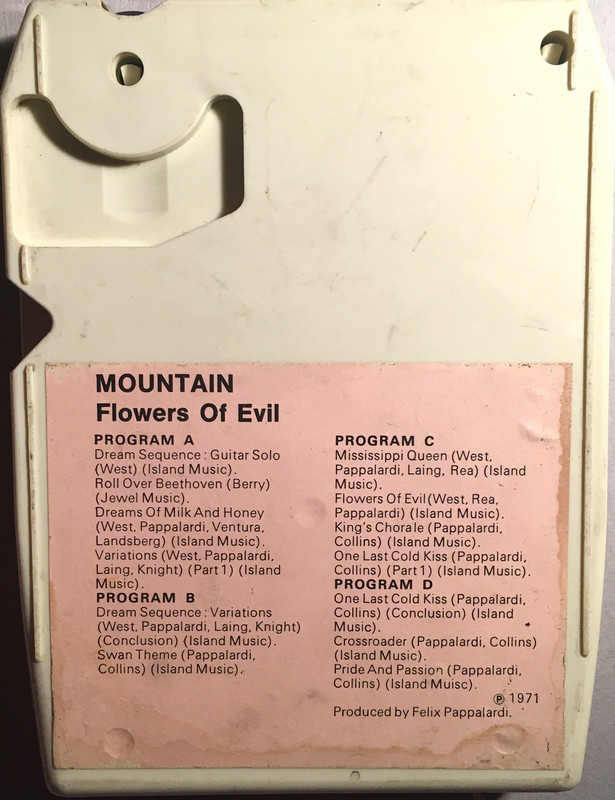 MOUNTAIN
Flowers Of Evil
PROGRAM A
Dream Sequence: Guitar Solo
(West) (Island Music).
Roll Over Beethoven (Berry)
(Jewel Music).
Dreams Of Milk And Honey
(West, Pappalardi, Ventura,
Landsberg) (Island Music).
Variations (West, Pappalardi,
Laing, Knight) (Part 1) (Island
Music).
PROGRAM B
Dream Sequence: Variations
(West, Pappalardi, Laing, Knight)
(Conclusion) (Island Music).
Swan Theme (Pappalardi,
Collins) (Island Music).
PROGRAM C
Mississippi Queen (West,
Pappalardi, Laing, Rea) (Island
Music).
Flowers Of Evil (West, Rea,
Pappalardi) (Island Music).
King's Chorale (Pappalardi,
Collins) (Island Music).
One Last Cold Kiss (Pappalardi,
Collins) (Part 1) (Island Music).
PROGRAM D
One Last Cold Kiss (Pappalardi,
Collins) (Conclusion) (Island
Music).
Crossroader (Pappalardi, Collins)
(Island Music).
Pride And Passion (Pappalardi,
Collins) (Island Muisc).
℗ 1971
Produced by Felix Pappalardi.